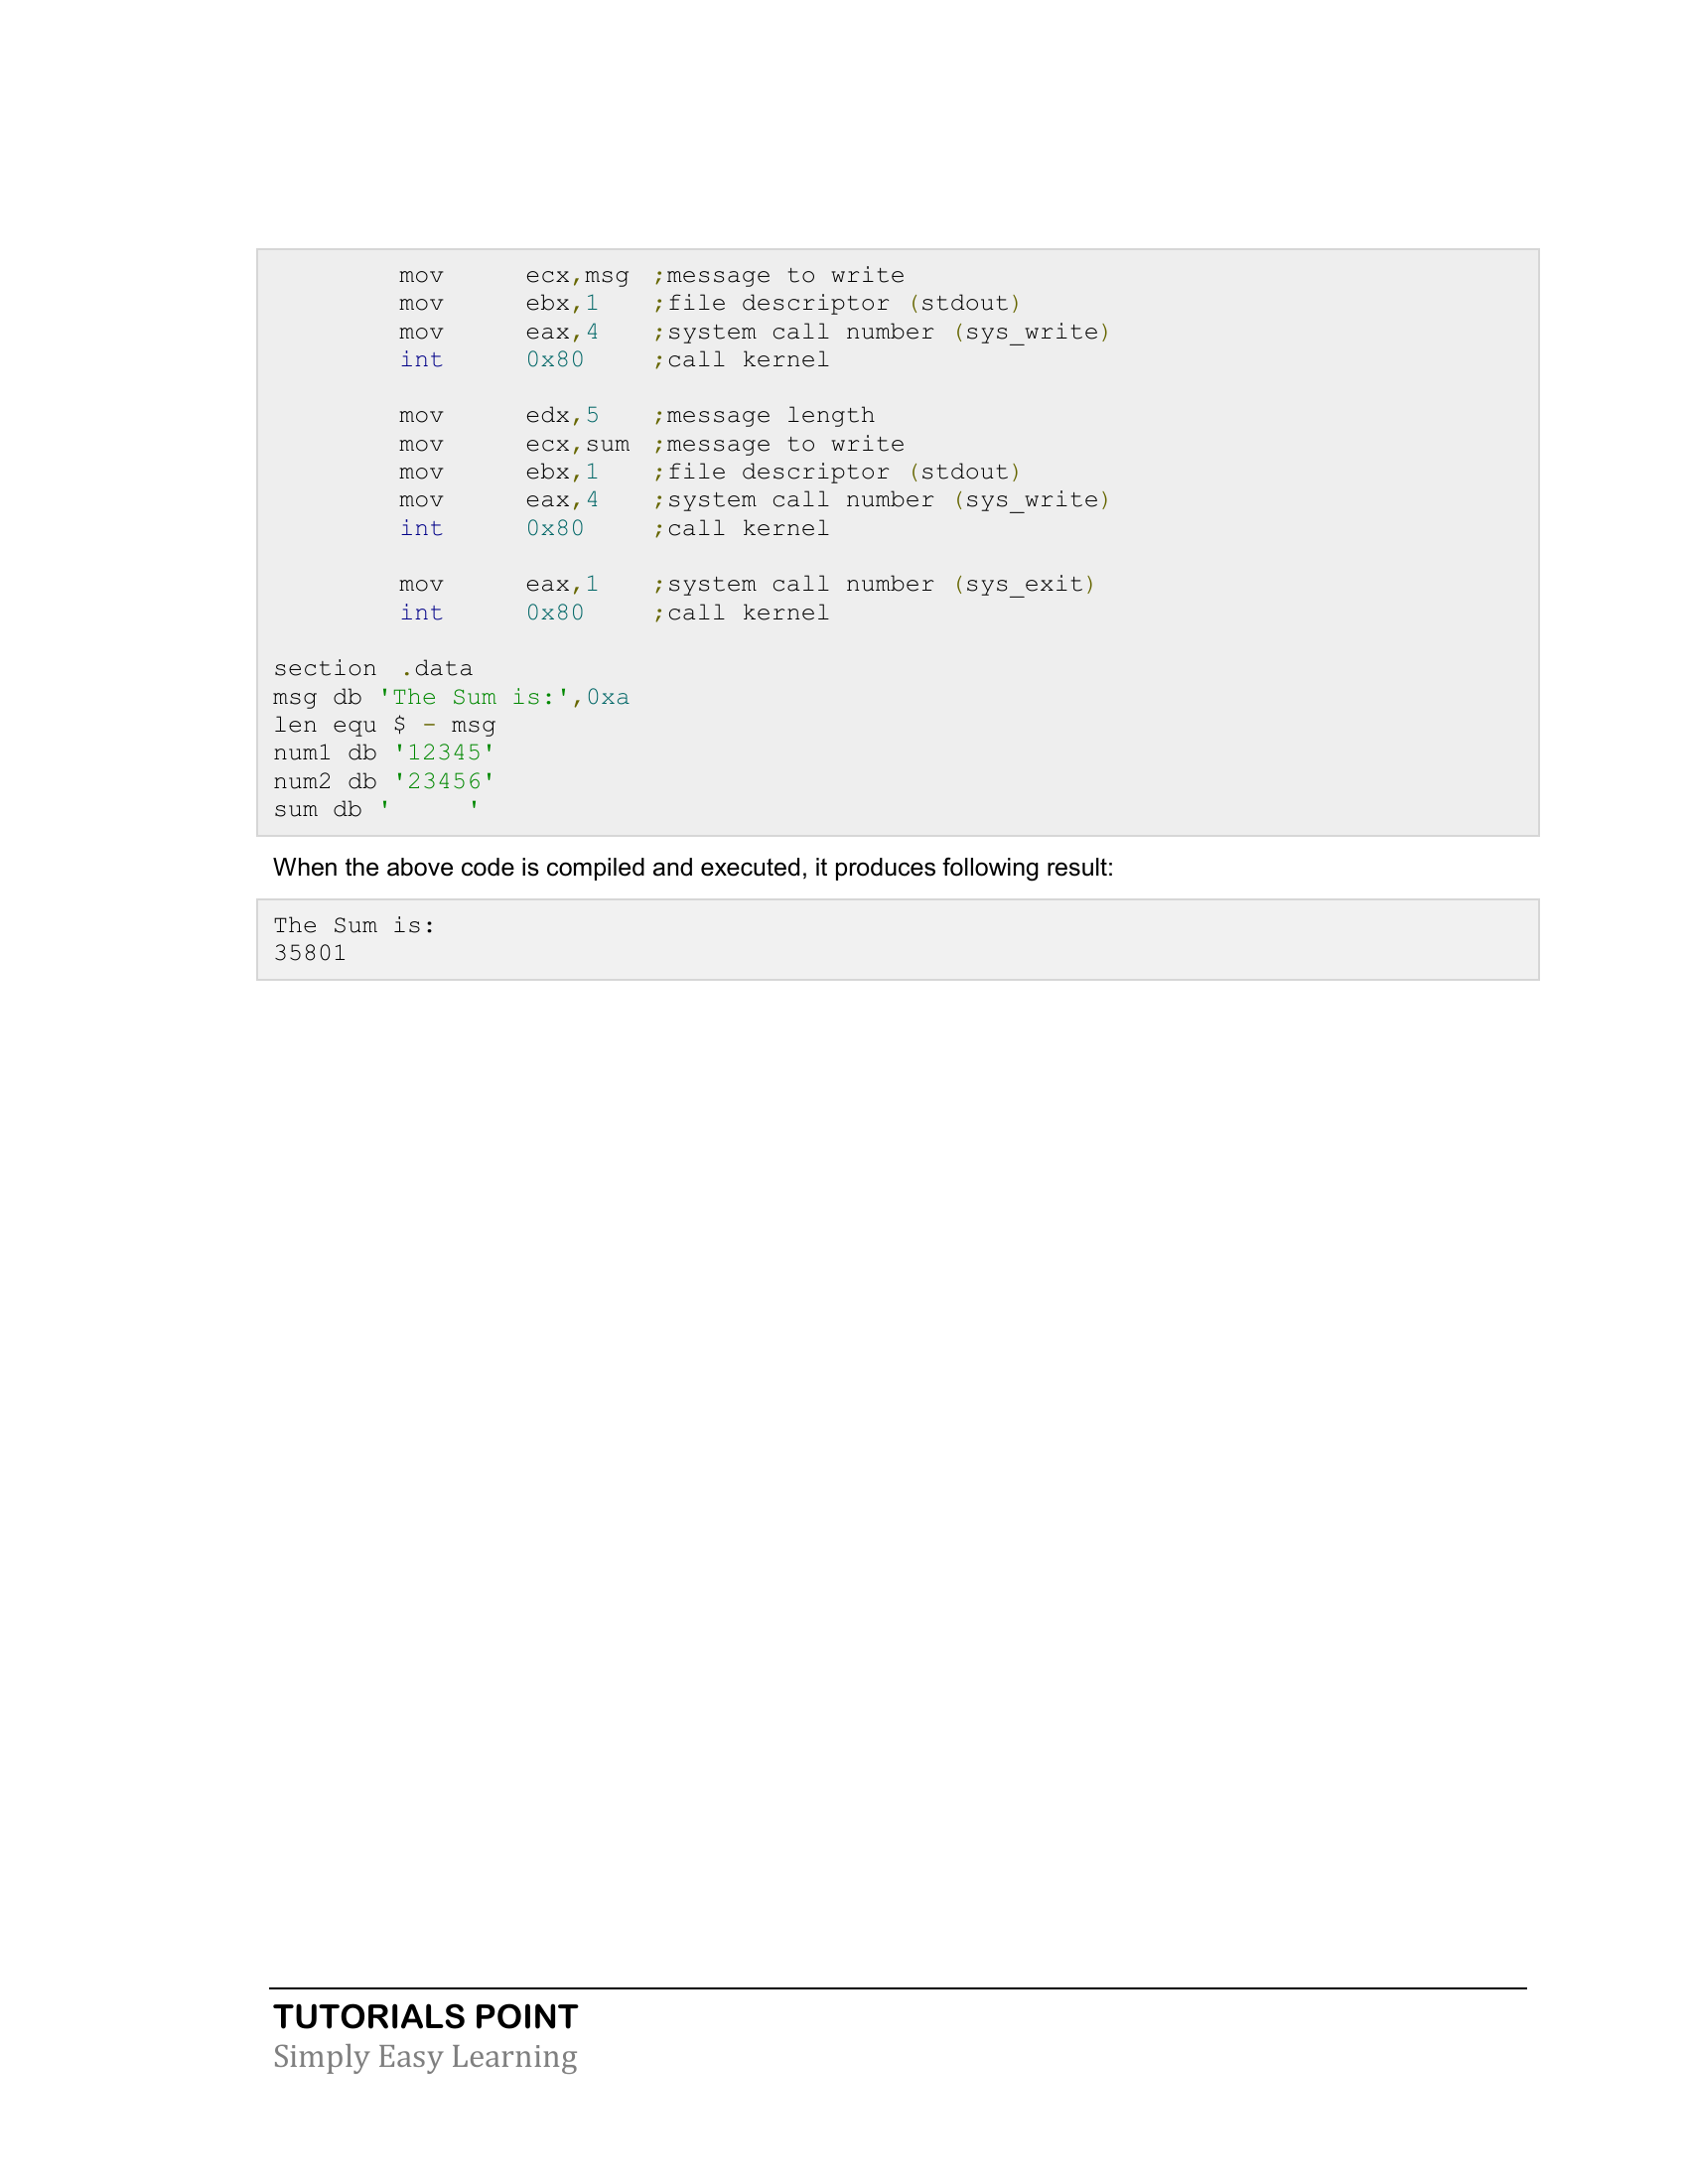 mov ecx,msg ;message to write
mov ebx,1 ;file descriptor (stdout)
mov eax,4 ;system call number (sys_write)
int 0x80 ;call kernel
mov edx,5 ;message length
mov ecx,sum ;message to write
mov ebx,1 ;file descriptor (stdout)
mov eax,4 ;system call number (sys_write)
int 0x80 ;call kernel
mov eax,1 ;system call number (sys_exit)
int 0x80 ;call kernel
section .data
msg db 'The Sum is:',0xa
len equ $ - msg
num1 db '12345'
num2 db '23456'
sum db '     '
When the above code is compiled and executed, it produces following result:
The Sum is:
35801
TUTORIALS POINT
Simply Easy Learning